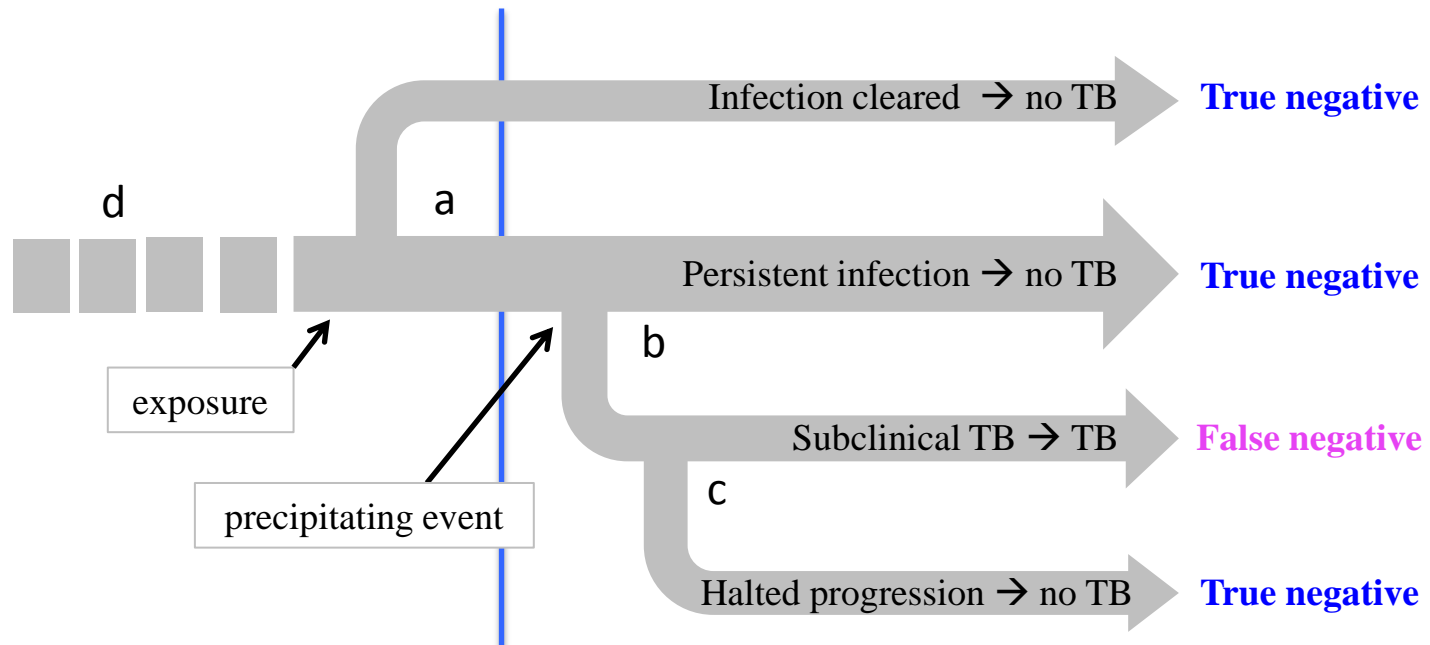 Infection cleared → no TB True negative
d
a
Persistent infection → no TB True negative
b
exposure
Subclinical TB → TB False negative
c
precipitating event
Halted progression → no TB True negative